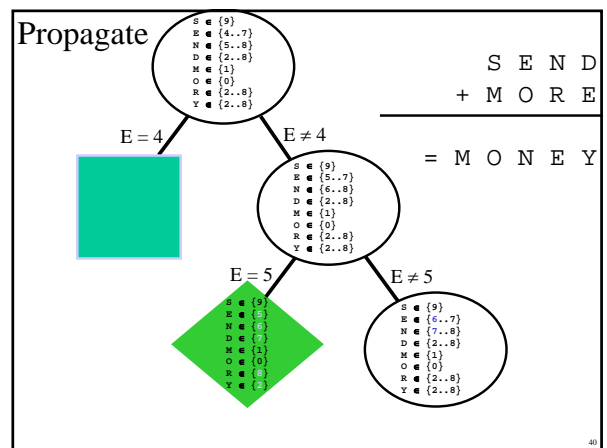 Propagate
S ∈ {9}
E ∈ {4..7}
N ∈ {5..8}
D ∈ {2..8}
M ∈ {1}
O ∈ {0}
R ∈ {2..8}
Y ∈ {2..8}
S E N D
+ M O R E
= M O N E Y
E = 4
E ≠ 4
S ∈ {9}
E ∈ {5..7}
N ∈ {6..8}
D ∈ {2..8}
M ∈ {1}
O ∈ {0}
R ∈ {2..8}
Y ∈ {2..8}
E = 5
E ≠ 5
S ∈ {9}
E ∈ {5}
N ∈ {6}
D ∈ {7}
M ∈ {1}
O ∈ {0}
R ∈ {8}
Y ∈ {2}
S ∈ {9}
E ∈ {6..7}
N ∈ {7..8}
D ∈ {2..8}
M ∈ {1}
O ∈ {0}
R ∈ {2..8}
Y ∈ {2..8}
40